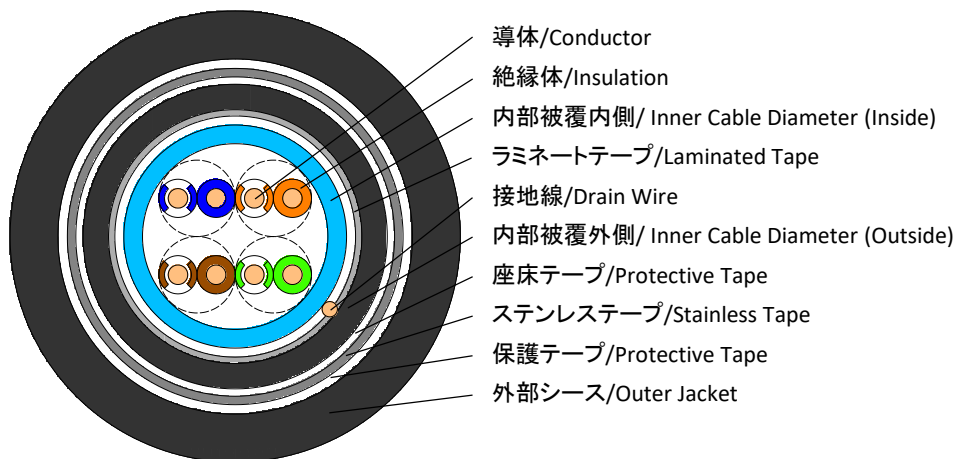 導体/Conductor
絶縁体/Insulation
内部被覆内側/ Inner Cable Diameter (Inside)
ラミネートテープ/Laminated Tape
接地線/Drain Wire
内部被覆外側/ Inner Cable Diameter (Outside)
座床テープ/Protective Tape
ステンレステープ/Stainless Tape
保護テープ/Protective Tape
外部シース/Outer Jacket